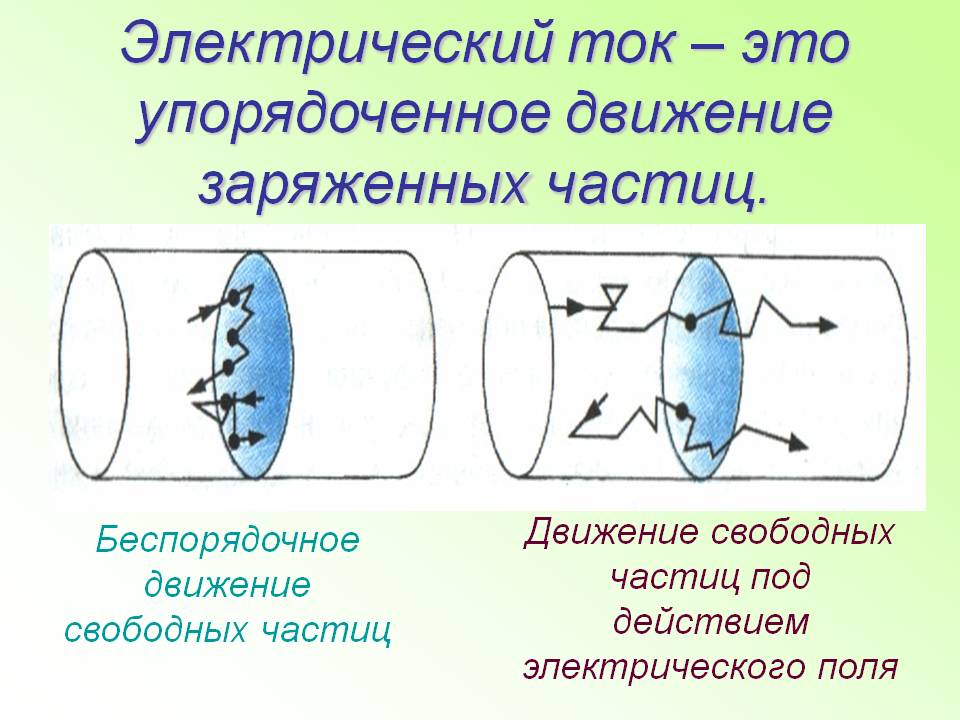 Электрический ток – это
упорядоченное движение
заряженных частиц.
Беспорядочное
движение
свободных частиц
Движение свободных
частиц под
действием
электрического поля